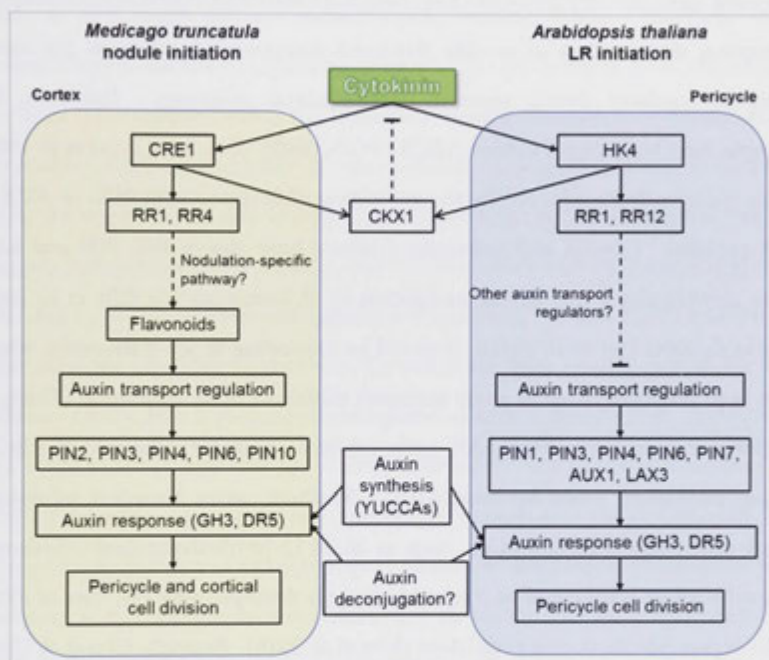 Medicago truncatula
nodule initiation
Arabidopsis thaliana
LR initiation
Cytokinin
Cortex
Pericycle
CRE1
HK4
RR1, RR4
CKX1
RR1, RR12
Nodulation-specific
pathway?
Other auxin transport
regulators?
Flavonoids
Auxin transport regulation
Auxin transport regulation
PIN2, PIN3, PIN4, PIN6, PIN10
PIN1, PIN3, PIN4, PIN6, PIN7,
AUX1, LAX3
Auxin
synthesis
(YUCCAs)
Auxin response (GH3, DR5)
Auxin response (GH3, DR5)
Auxin
deconjugation?
Pericycle and cortical
cell division
Pericycle cell division